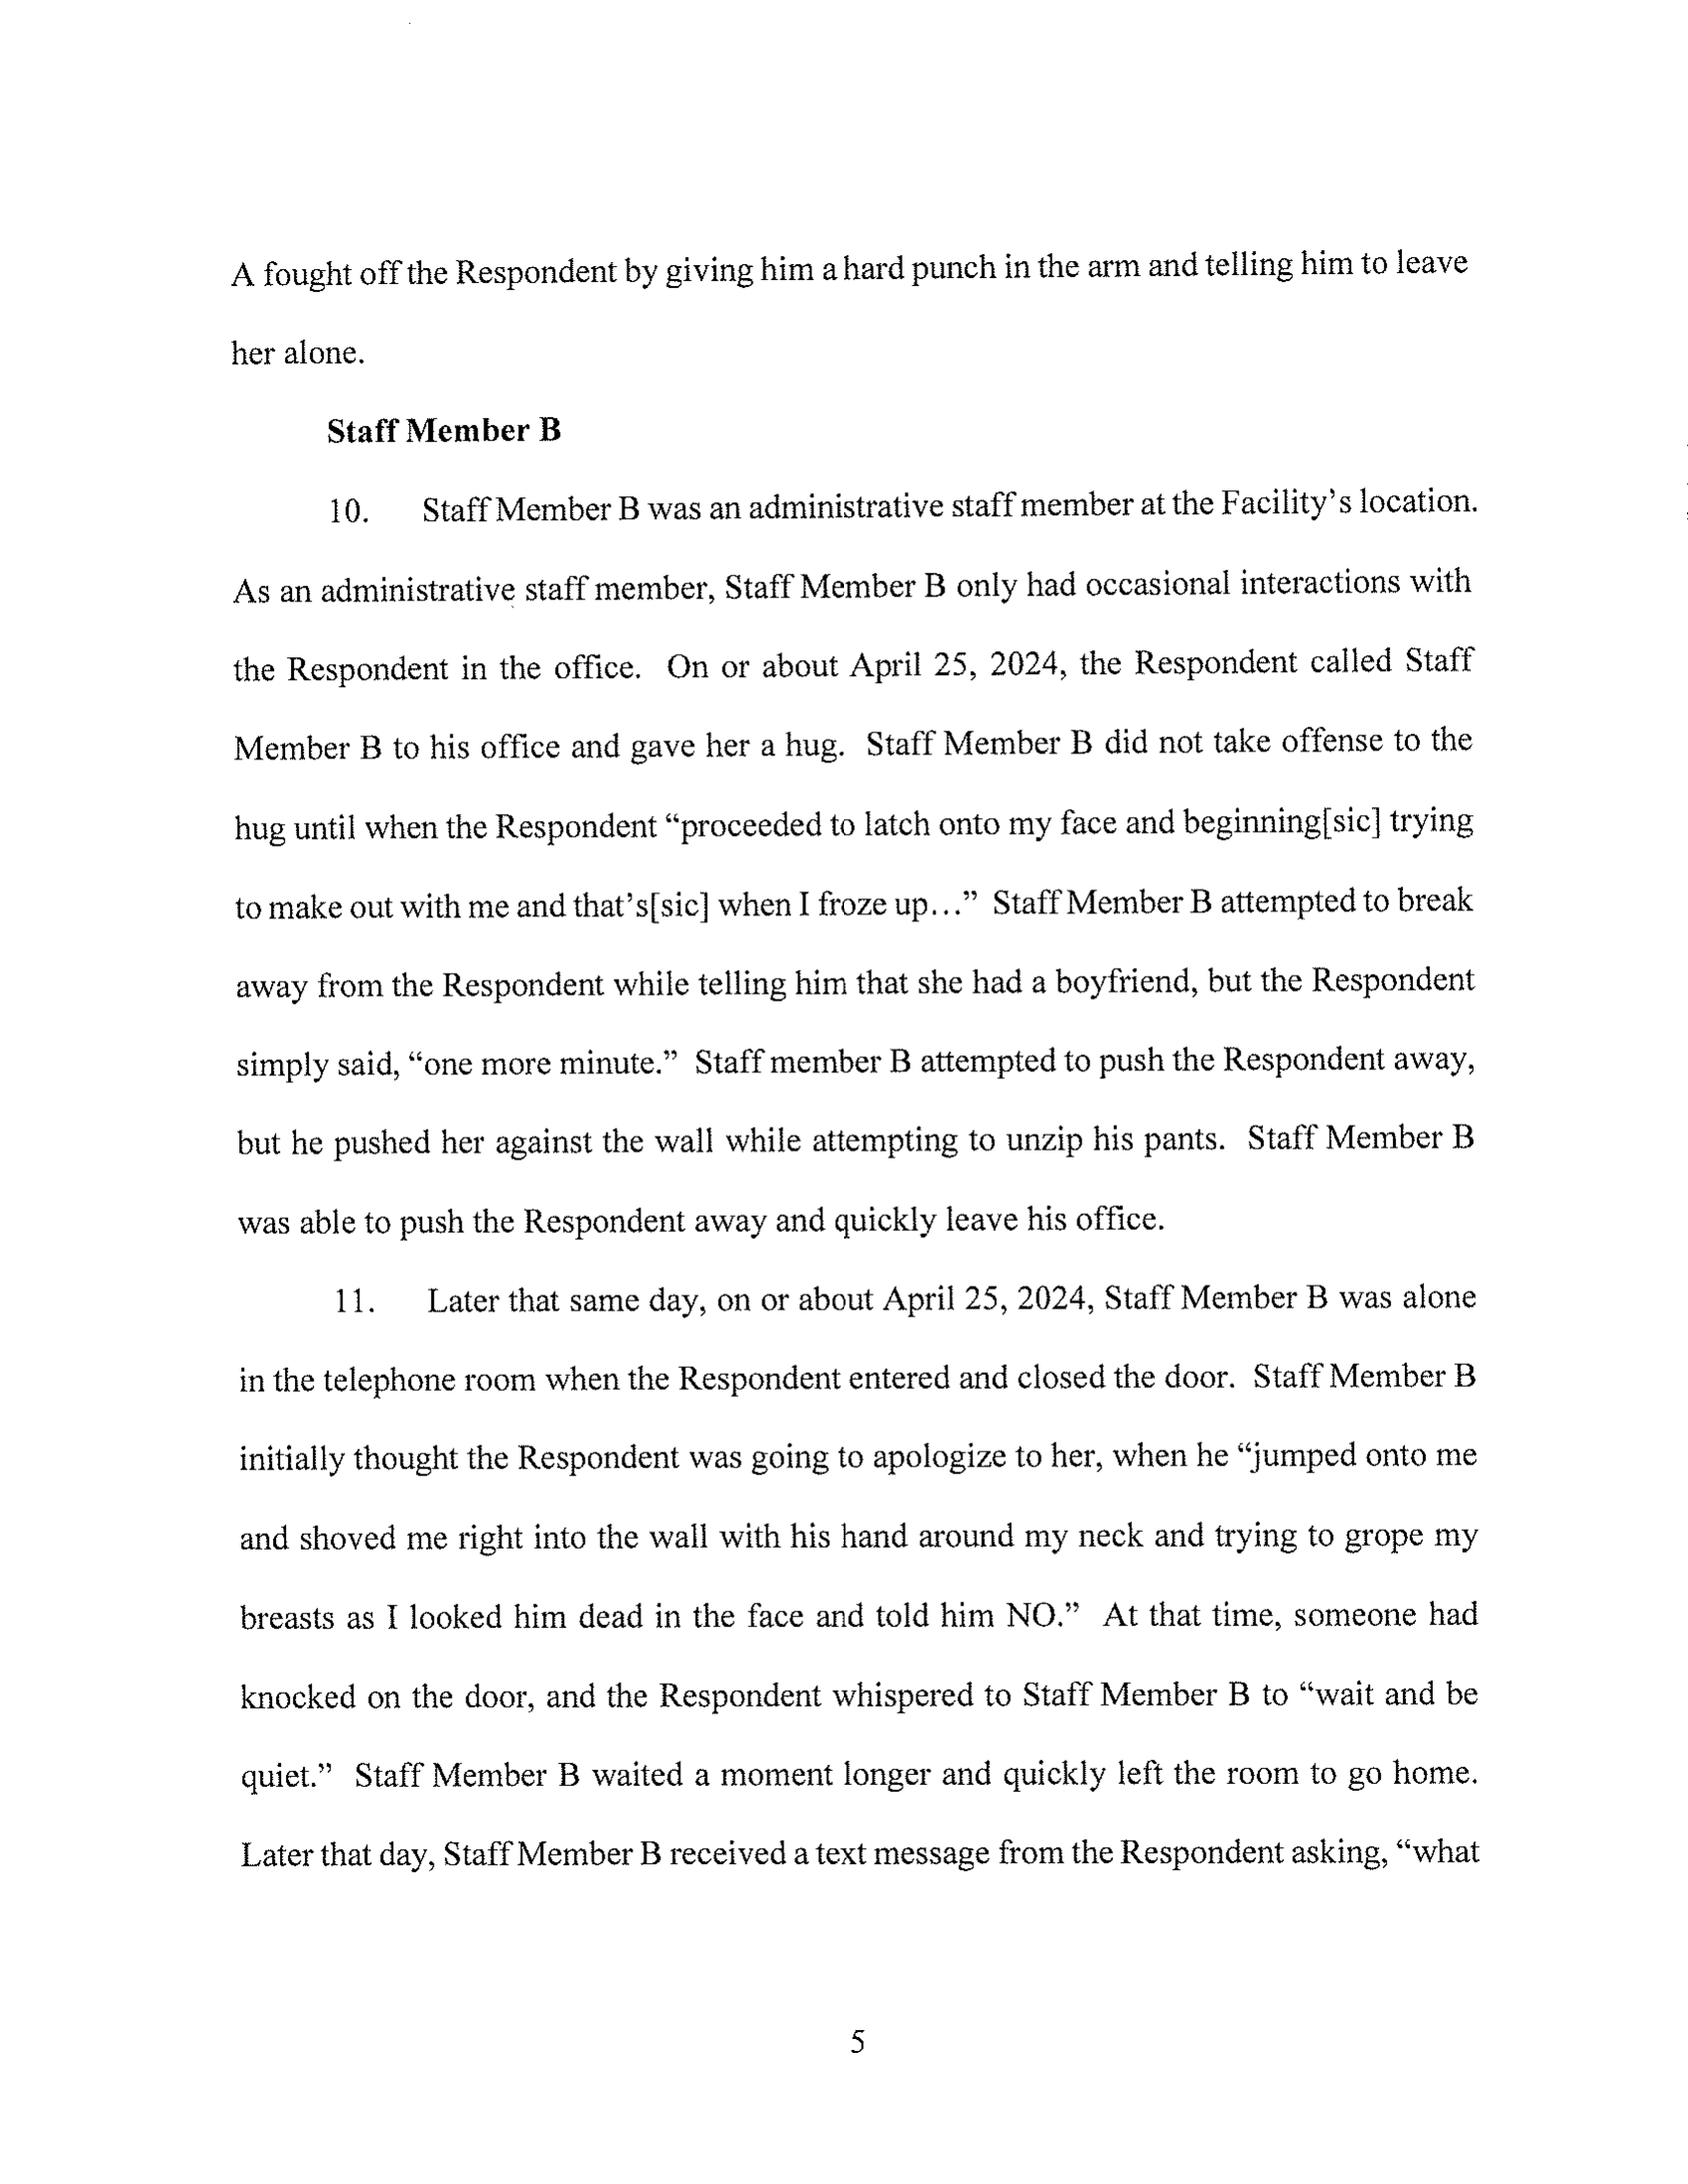 A fought off the Respondent by giving him a hard punch in the arm and telling him to leave
her alone.
Staff Member B
10. Staff Member B was an administrative staff member at the Facility's location.
As an administrative staff member, Staff Member B only had occasional interactions with
the Respondent in the office. On or about April 25, 2024, the Respondent called Staff
Member B to his office and gave her a hug. Staff Member B did not take offense to the
hug until when the Respondent “proceeded to latch onto my face and beginning[sic] trying
to make out with me and that's[sic] when I froze up…” Staff Member B attempted to break
away from the Respondent while telling him that she had a boyfriend, but the Respondent
simply said, “one more minute.” Staff member B attempted to push the Respondent away,
but he pushed her against the wall while attempting to unzip his pants. Staff Member B
was able to push the Respondent away and quickly leave his office.
11. Later that same day, on or about April 25, 2024, Staff Member B was alone
in the telephone room when the Respondent entered and closed the door. Staff Member B
initially thought the Respondent was going to apologize to her, when he “jumped onto me
and shoved me right into the wall with his hand around my neck and trying to grope my
breasts as I looked him dead in the face and told him NO.” At that time, someone had
knocked on the door, and the Respondent whispered to Staff Member B to “wait and be
quiet.” Staff Member B waited a moment longer and quickly left the room to go home.
Later that day, Staff Member B received a text message from the Respondent asking, “what
5